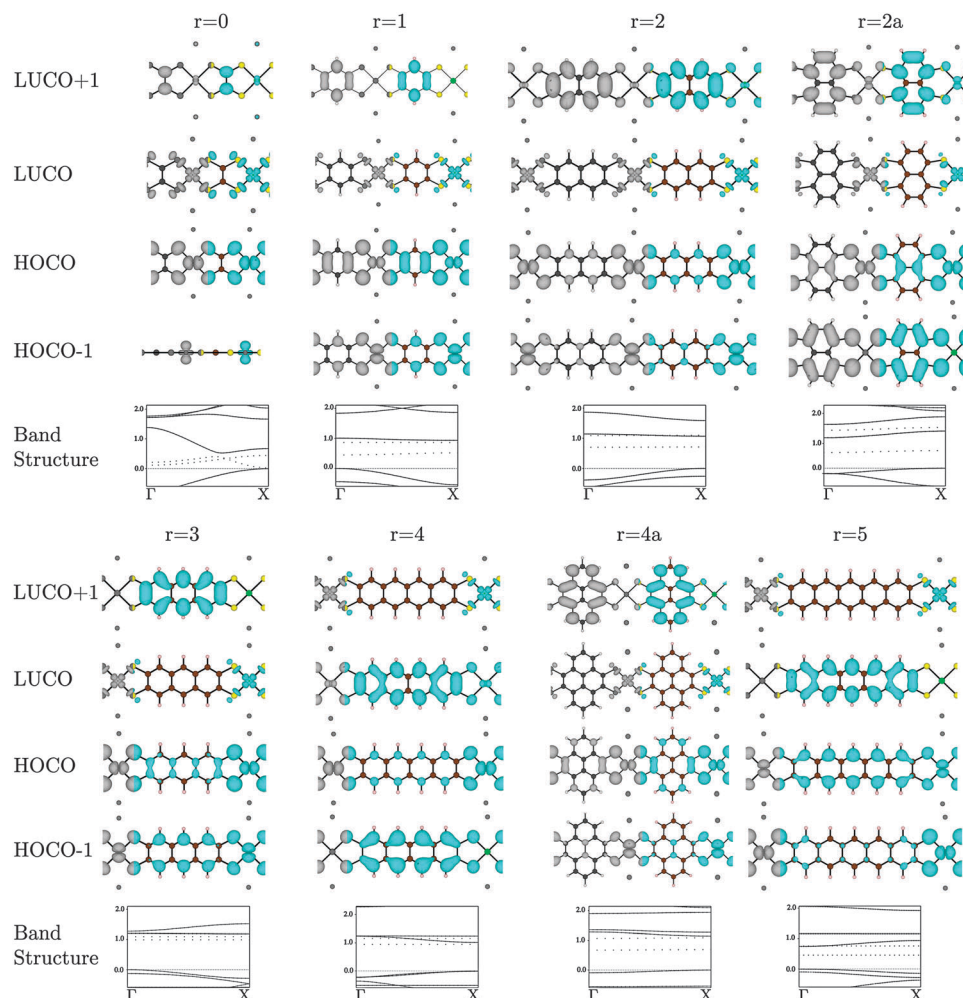 r=0 r=1 r=2 r=2a
LUCO+1
LUCO
HOCO
HOCO-1
Band
Structure
2.0 2.0 2.0 2.0
1.0 1.0 1.0 1.0
0.0 0.0 0.0 0.0
Γ X Γ X Γ X Γ X
r=3 r=4 r=4a r=5
LUCO+1
LUCO
HOCO
HOCO-1
Band
Structure
2.0 2.0 2.0 2.0
1.0 1.0 1.0 1.0
0.0 0.0 0.0 0.0
Γ X Γ X Γ X Γ X